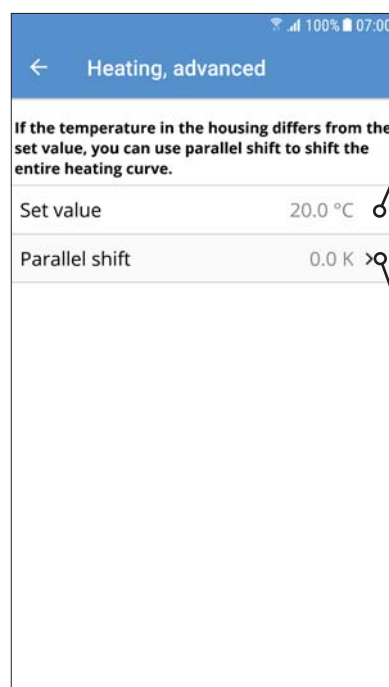 100% 07:00
Heating, advanced
If the temperature in the housing differs from the
set value, you can use parallel shift to shift the
entire heating curve.
Set value 20.0 °C
Parallel shift 0.0 K